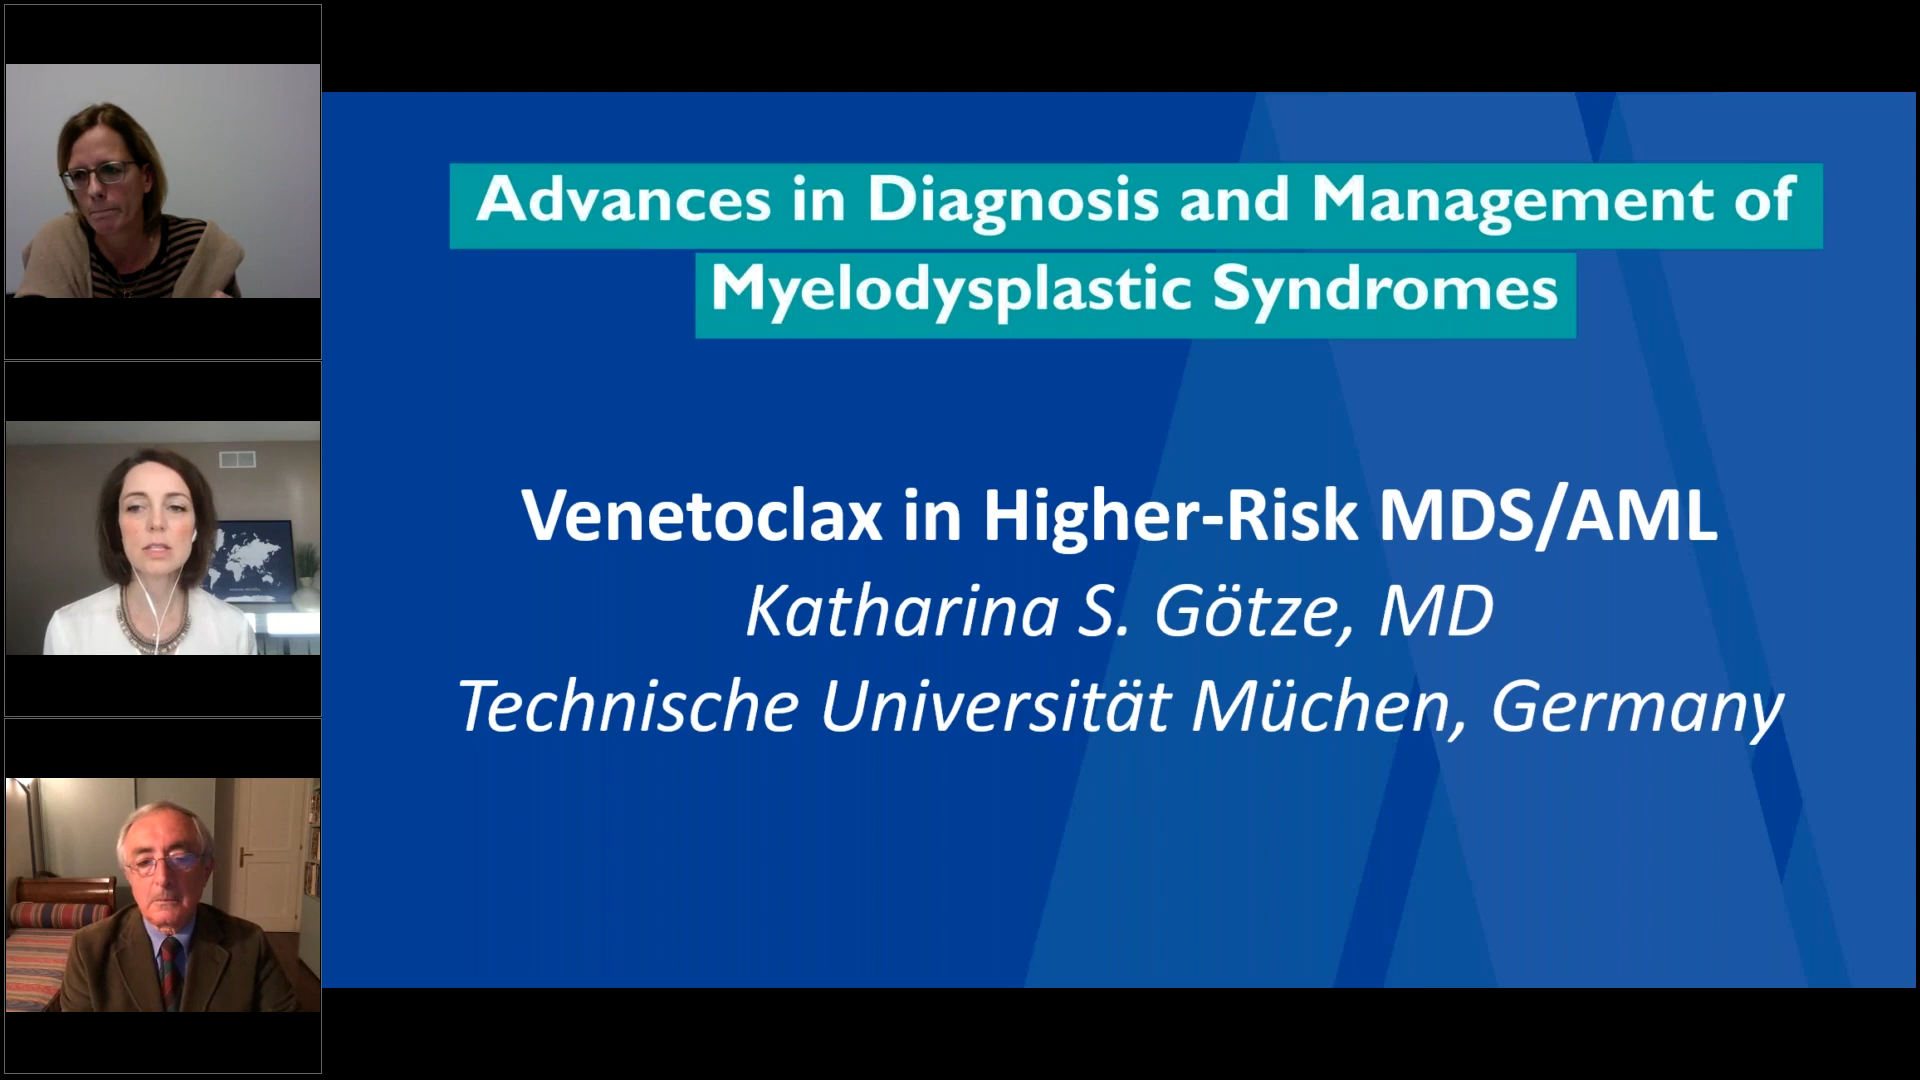 Advances in Diagnosis and Management of
Myelodysplastic Syndromes
Venetoclax in Higher-Risk MDS/AML
Katharina S. Götze, MD
Technische Universität Müchen, Germany